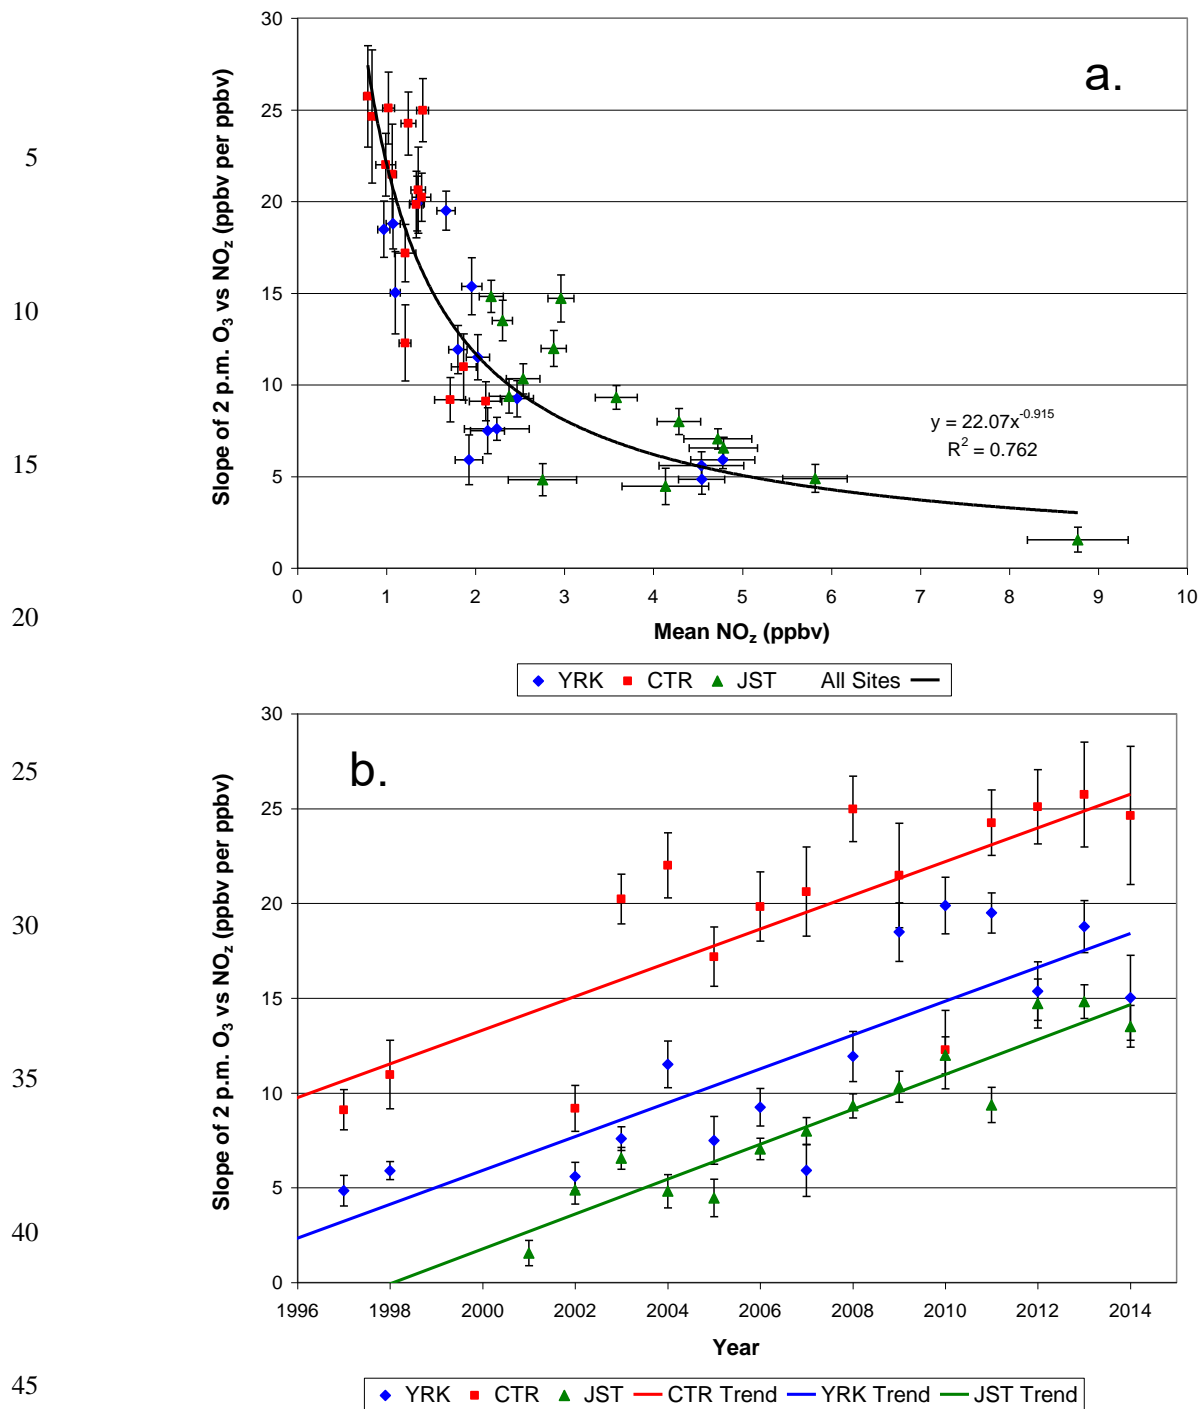 30
25
20
15
10
5
0
Slope of 2 p.m. O₃ vs NO_z (ppbv per ppbv)
a.
y = 22.07x^-0.915
R² = 0.762
0 1 2 3 4 5 6 7 8 9 10
Mean NO_z (ppbv)
YRK CTR JST All Sites
30
25
20
15
10
5
0
Slope of 2 p.m. O₃ vs NO_z (ppbv per ppbv)
b.
1996 1998 2000 2002 2004 2006 2008 2010 2012 2014
Year
YRK CTR JST CTR Trend YRK Trend JST Trend
5
10
15
20
25
30
35
40
45